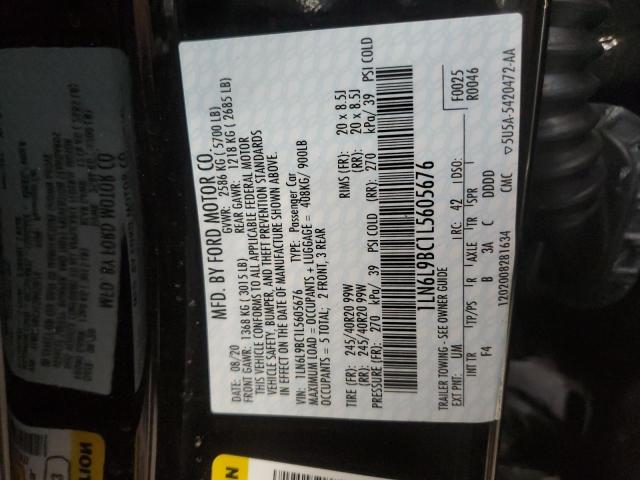 MFD. BY FORD MOTOR CO.
DATE: 08/20 GVWR: 2586 KG ( 5700 LB)
FRONT GAWR: 1368 KG ( 3015 LB) REAR GAWR: 1218 KG ( 2685 LB)
THIS VEHICLE CONFORMS TO ALL APPLICABLE FEDERAL MOTOR
VEHICLE SAFETY, BUMPER, AND THEFT PREVENTION STANDARDS
IN EFFECT ON THE DATE OF MANUFACTURE SHOWN ABOVE.
VIN: 1LN6L9BC1L5605676 TYPE: Passenger Car
MAXIMUM LOAD = OCCUPANTS + LUGGAGE = 408KG/ 900LB
OCCUPANTS = 5 TOTAL; 2 FRONT, 3 REAR
TIRE (FR): 245/40R20 99W RIMS (FR): 20 x 8.5J
(RR): 245/40R20 99W (RR): 20 x 8.5J
PRESSURE (FR): 270 kPa/ 39 PSI COLD (RR): 270 kPa/ 39 PSI COLD
1LN6L9BC1L5605676
TRAILER TOWING - SEE OWNER GUIDE
F0025
R0046
EXT PNT: UM RC: 42 DSO:
INT TR TP/PS R AXLE TR SPR
F4 B 3A C DDDD
12020200828163​4 CMC 5U5A-5420472-AA
MFD. BY FORD MOTOR CO.